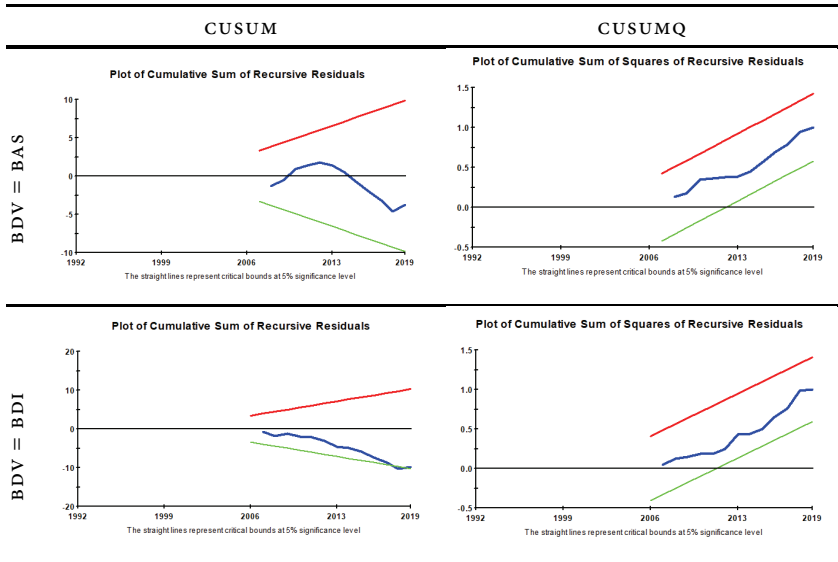 CUSUM
CUSUMQ
BDV = BAS
Plot of Cumulative Sum of Recursive Residuals
10
5
0
-5
-10
1992 1999 2006 2013 2019
The straight lines represent critical bounds at 5% significance level
Plot of Cumulative Sum of Squares of Recursive Residuals
1.5
1.0
0.5
0.0
-0.5
1992 1999 2006 2013 2019
The straight lines represent critical bounds at 5% significance level
BDV = BDI
Plot of Cumulative Sum of Recursive Residuals
20
10
0
-10
-20
1992 1999 2006 2013 2019
The straight lines represent critical bounds at 5% significance level
Plot of Cumulative Sum of Squares of Recursive Residuals
1.5
1.0
0.5
0.0
-0.5
1992 1999 2006 2013 2019
The straight lines represent critical bounds at 5% significance level